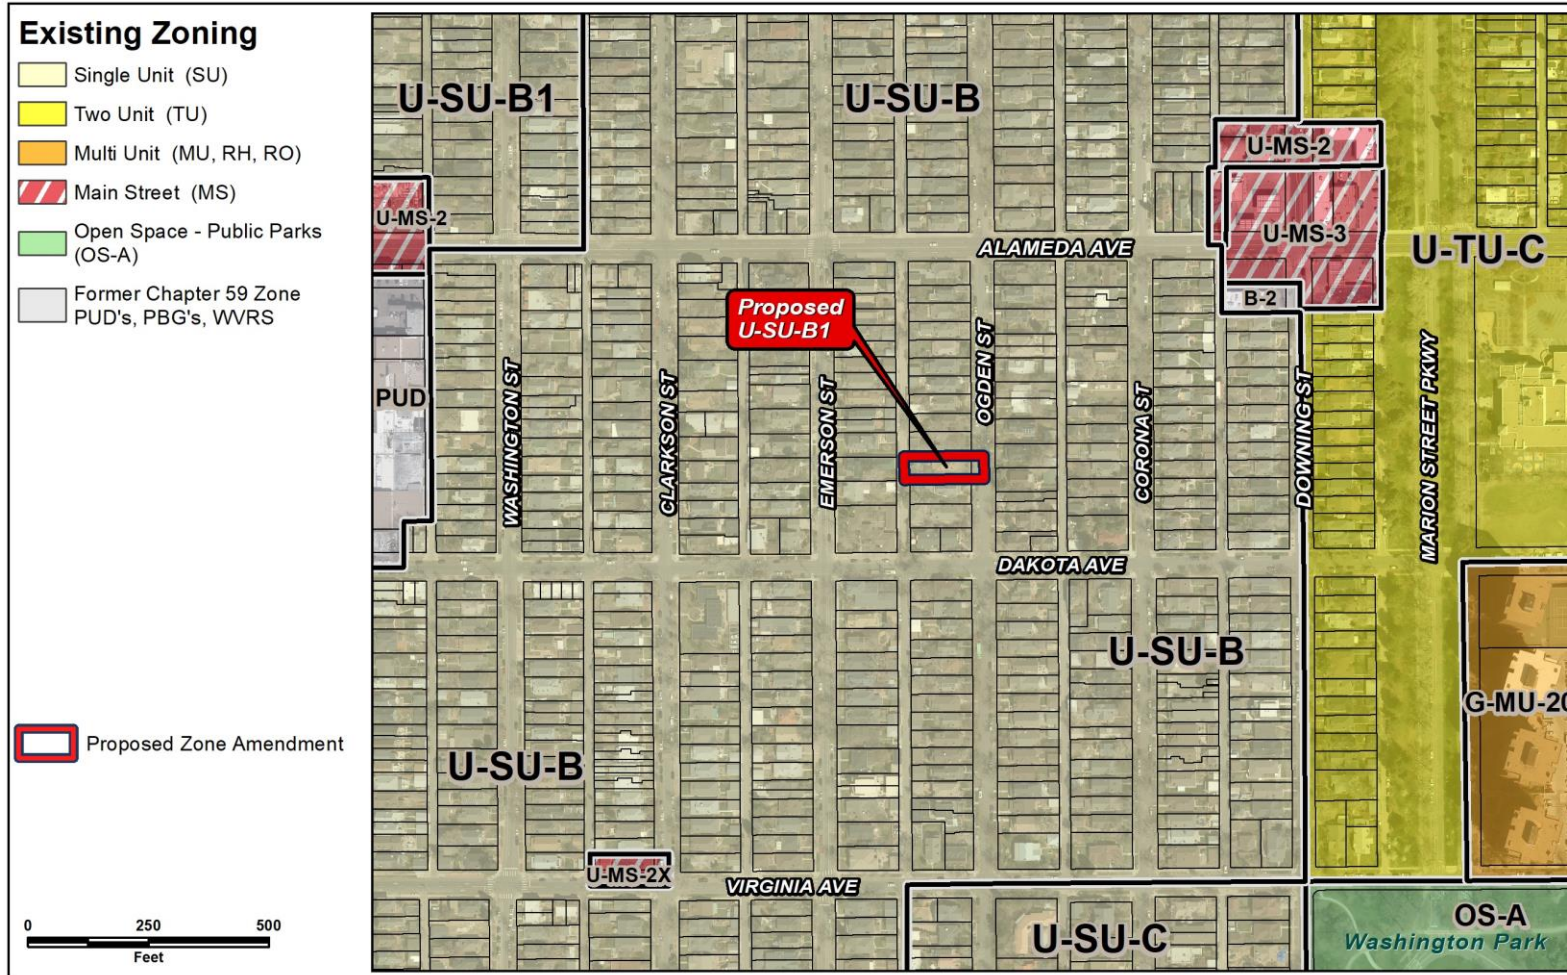 Existing Zoning
Single Unit (SU)
Two Unit (TU)
Multi Unit (MU, RH, RO)
Main Street (MS)
Open Space - Public Parks
(OS-A)
Former Chapter 59 Zone
PUD's, PBG's, WVRS
Proposed Zone Amendment
0 250 500
Feet
U-SU-B1
U-SU-B
U-MS-2
U-MS-2
U-MS-3
ALAMEDA AVE
U-TU-C
B-2
Proposed
U-SU-B1
PUD
WASHINGTON ST
CLARKSON ST
EMERSON ST
OGDEN ST
CORONA ST
DOWNING ST
MARION STREET PKWY
DAKOTA AVE
U-SU-B
G-MU-20
U-SU-B
U-MS-2X
VIRGINIA AVE
U-SU-C
OS-A
Washington Park